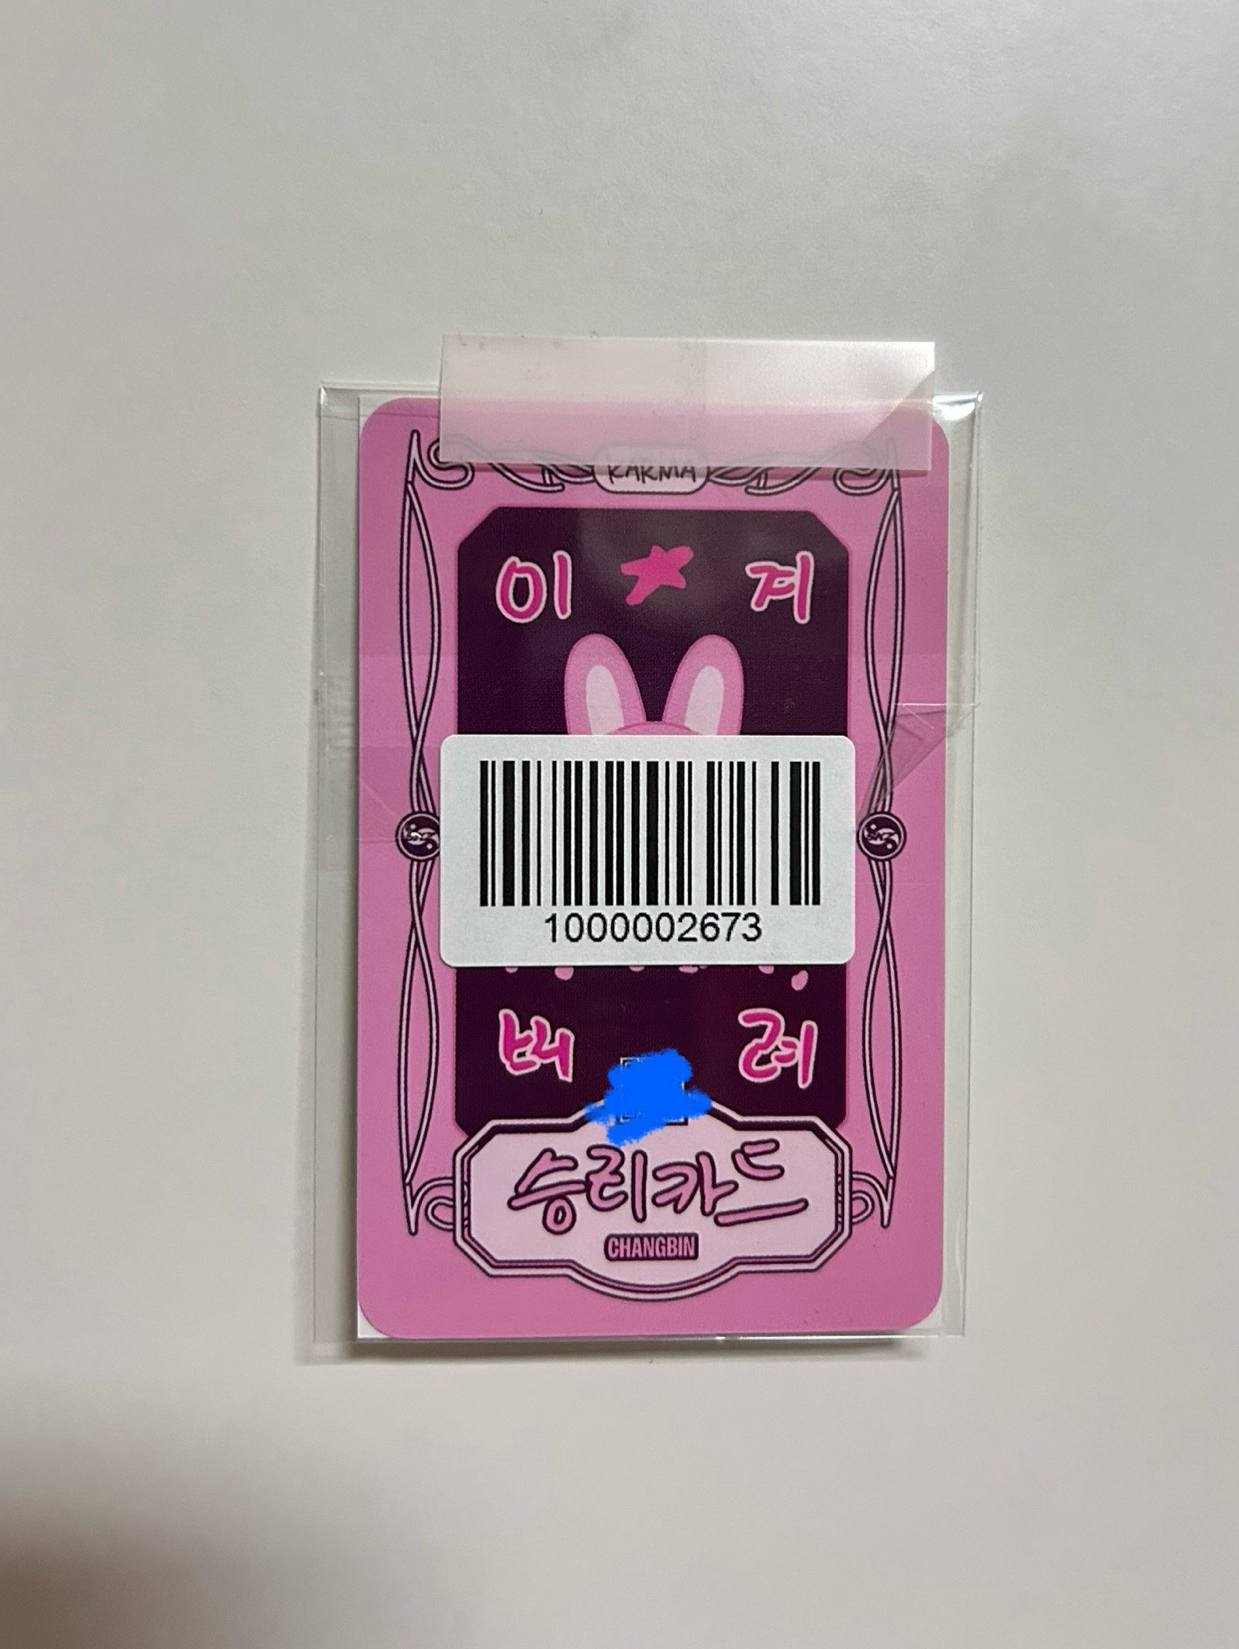 KARMA
이 겨
1000002673
버 려
승리카드
CHANGBIN